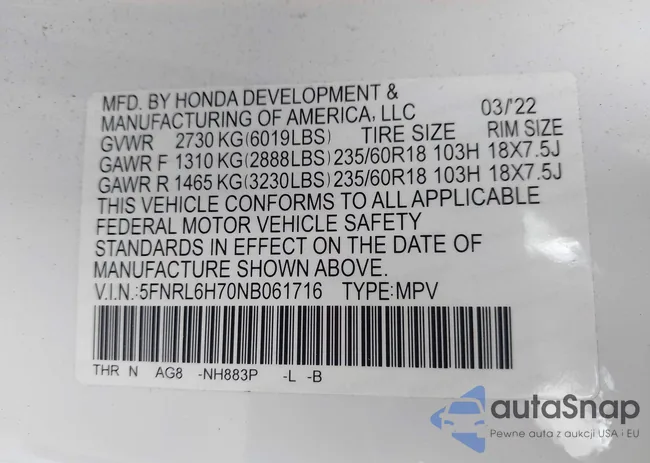 MFD. BY HONDA DEVELOPMENT &
MANUFACTURING OF AMERICA, LLC 03/'22
GVWR 2730 KG(6019LBS) TIRE SIZE RIM SIZE
GAWR F 1310 KG(2888LBS) 235/60R18 103H 18X7.5J
GAWR R 1465 KG(3230LBS) 235/60R18 103H 18X7.5J
THIS VEHICLE CONFORMS TO ALL APPLICABLE
FEDERAL MOTOR VEHICLE SAFETY
STANDARDS IN EFFECT ON THE DATE OF
MANUFACTURE SHOWN ABOVE.
V.I.N.:5FNRL6H70NB061716 TYPE:MPV
THR N AG8 -NH883P -L -B
autaSnap
Pewne auta z aukcji USA i EU